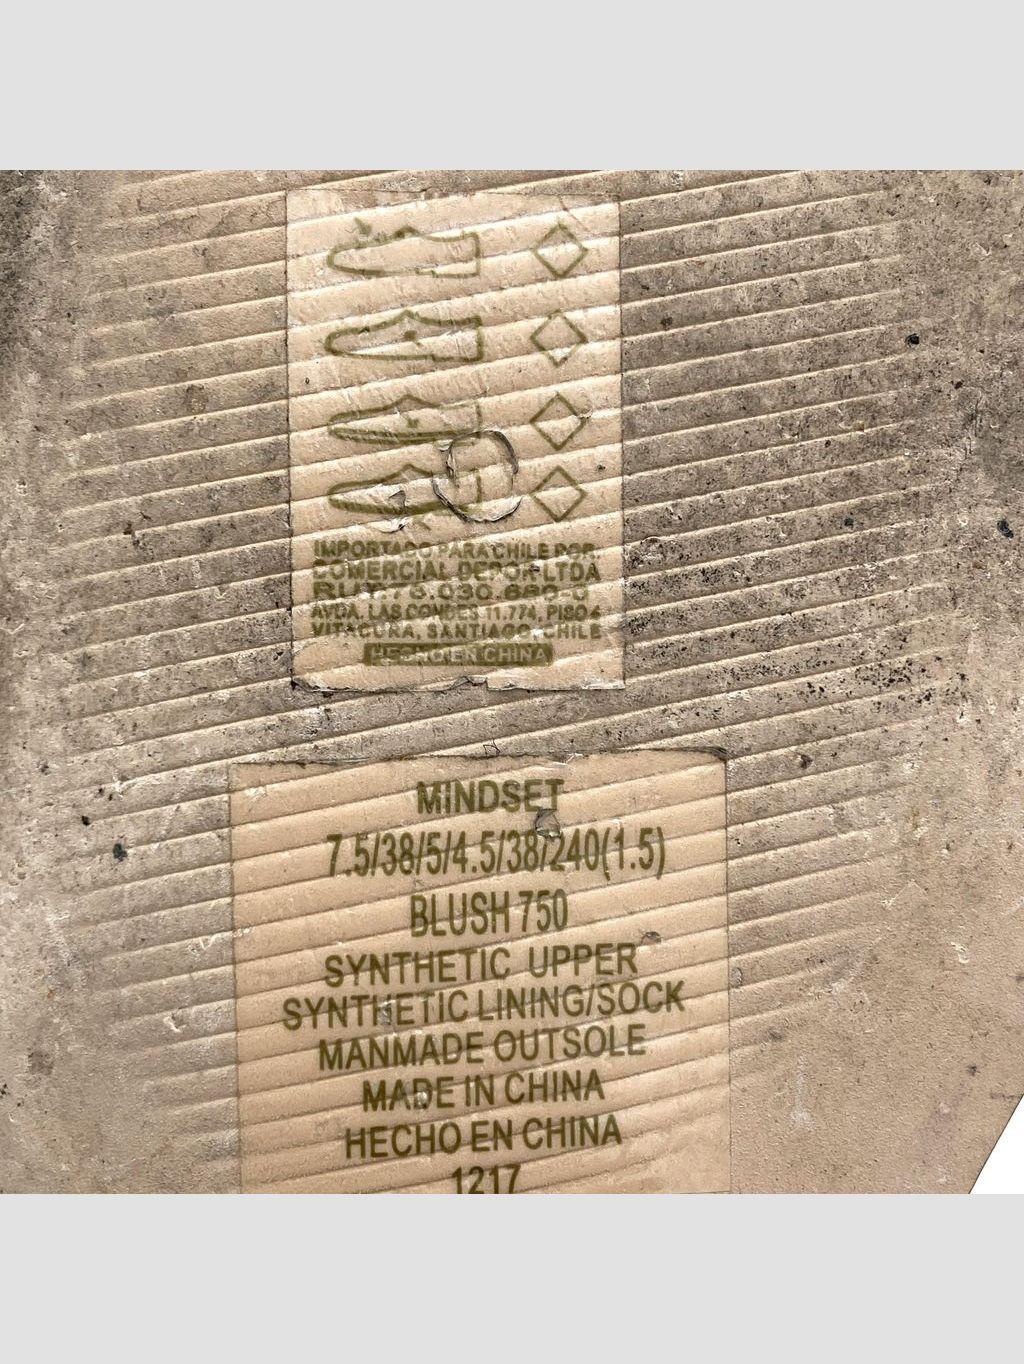 IMPORTADO PARA CHILE POR:
COMERCIAL DEPOR LTDA
AVDA. LAS CONDES 11.774, PISO 4
VITACURA, SANTIAGO-CHILE
HECHO EN CHINA
MINDSET
7.5/38/5/4.5/38/240(1.5)
BLUSH 750
SYNTHETIC UPPER
SYNTHETIC LINING/SOCK
MANMADE OUTSOLE
MADE IN CHINA
HECHO EN CHINA
1217